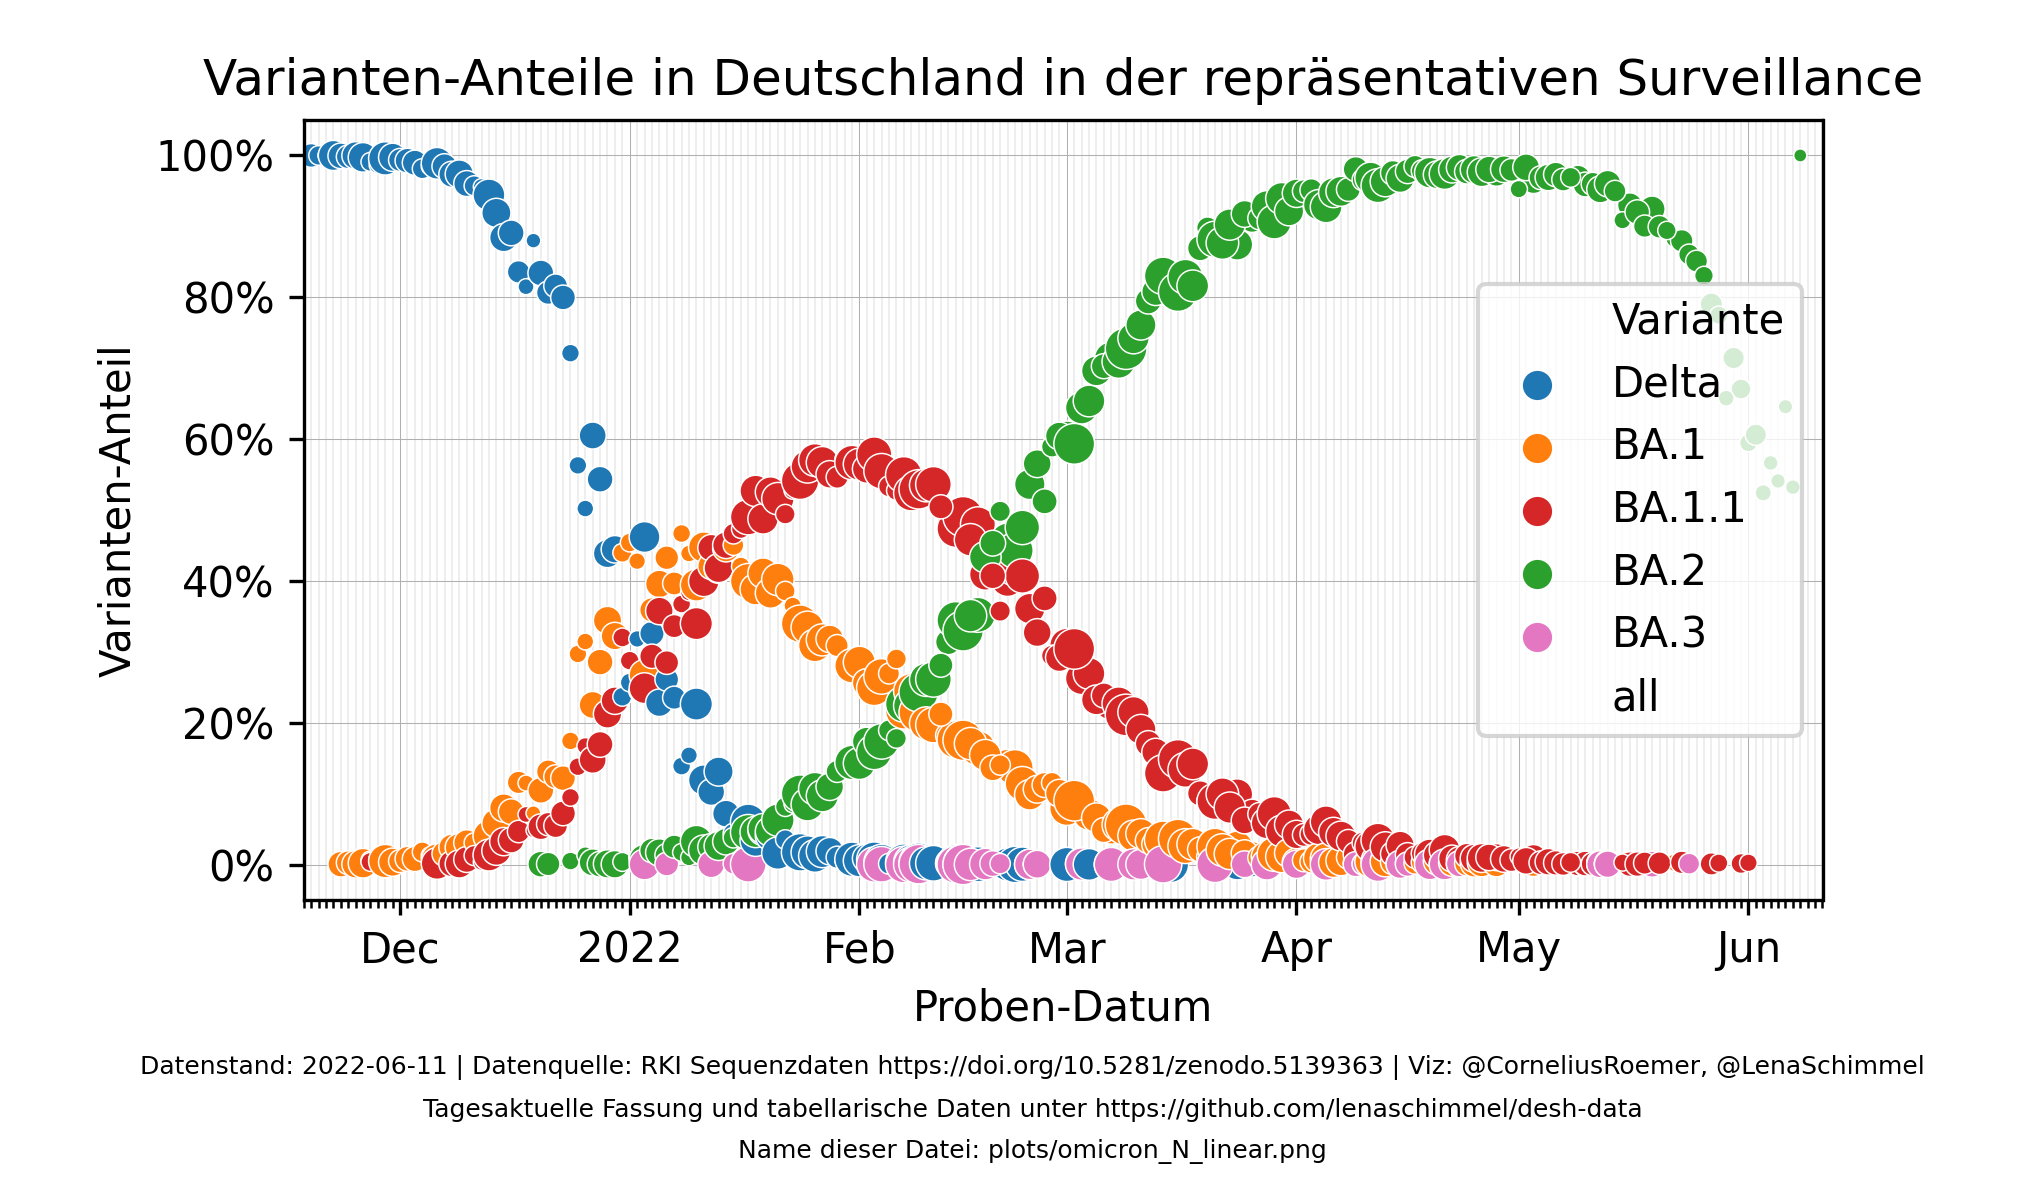 Varianten-Anteile in Deutschland in der repräsentativen Surveillance
Varianten-Anteil
100%
80%
60%
40%
20%
0%
Variante
Delta
BA.1
BA.1.1
BA.2
BA.3
all
Dec 2022 Feb Mar Apr May Jun
Proben-Datum
Datenstand: 2022-06-11 | Datenquelle: RKI Sequenzdaten https://doi.org/10.5281/zenodo.5139363 | Viz: @CorneliusRoemer, @LenaSchimmel
Tagesaktuelle Fassung und tabellarische Daten unter https://github.com/lenaschimmel/desh-data
Name dieser Datei: plots/omicron_N_linear.png